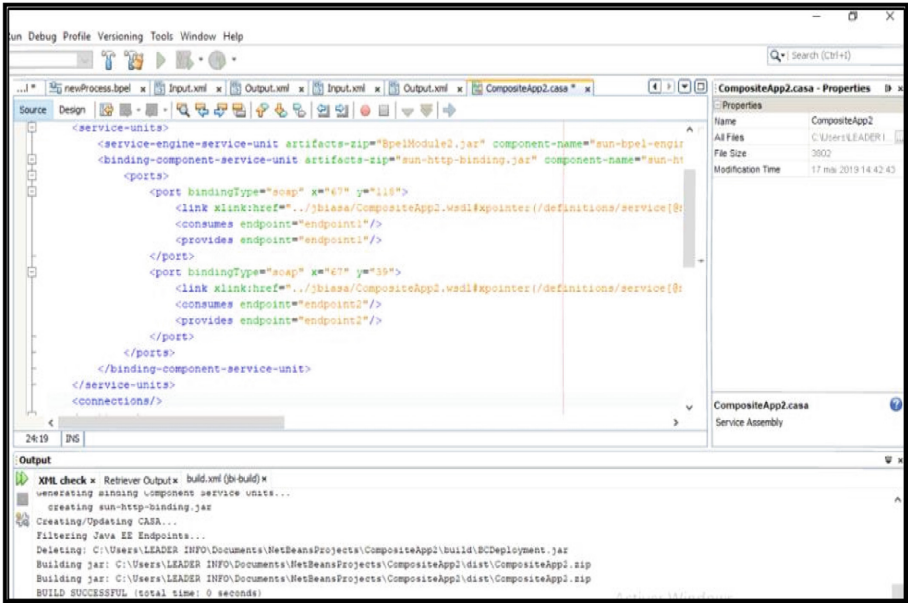 un Debug Profile Versioning Tools Window Help
Search (Ctrl+I)
...l * newProcess.bpel x Input.xml x Output.xml x Input.xml x Output.xml x CompositeApp2.casa * x
Source Design
<service-units>
<service-engine-service-unit artifacts-zip="BpelModule2.jar" component-name="sun-bpel-engin
<binding-component-service-unit artifacts-zip="sun-http-binding.jar" component-name="sun-ht
<ports>
<port bindingType="soap" x="67" y="118">
<link xlink:href="../jbiasa/CompositeApp2.wsdl#xpointer(/definitions/service[@n
<consumes endpoint="endpoint1"/>
<provides endpoint="endpoint1"/>
</port>
<port bindingType="soap" x="67" y="39">
<link xlink:href="../jbiasa/CompositeApp2.wsdl#xpointer(/definitions/service[@n
<consumes endpoint="endpoint2"/>
<provides endpoint="endpoint2"/>
</port>
</ports>
</binding-component-service-unit>
</service-units>
<connections/>
24:19 INS
CompositeApp2.casa - Properties
Properties
Name CompositeApp2
All Files C:\Users\LEADER I ...
File Size 3902
Modification Time 17 mai 2019 14:42:43
CompositeApp2.casa
Service Assembly
Output
XML check x Retriever Output x build.xml (jbi-build) x
Generating Binding Component Service Units...
creating sun-http-binding.jar
Creating/Updating CASA...
Filtering Java EE Endpoints...
Deleting: C:\Users\LEADER INFO\Documents\NetBeansProjects\CompositeApp2\build\BCDeployment.jar
Building jar: C:\Users\LEADER INFO\Documents\NetBeansProjects\CompositeApp2\dist\CompositeApp2.zip
Building jar: C:\Users\LEADER INFO\Documents\NetBeansProjects\CompositeApp2\dist\CompositeApp2.zip
BUILD SUCCESSFUL (total time: 0 seconds)
Activer Windows